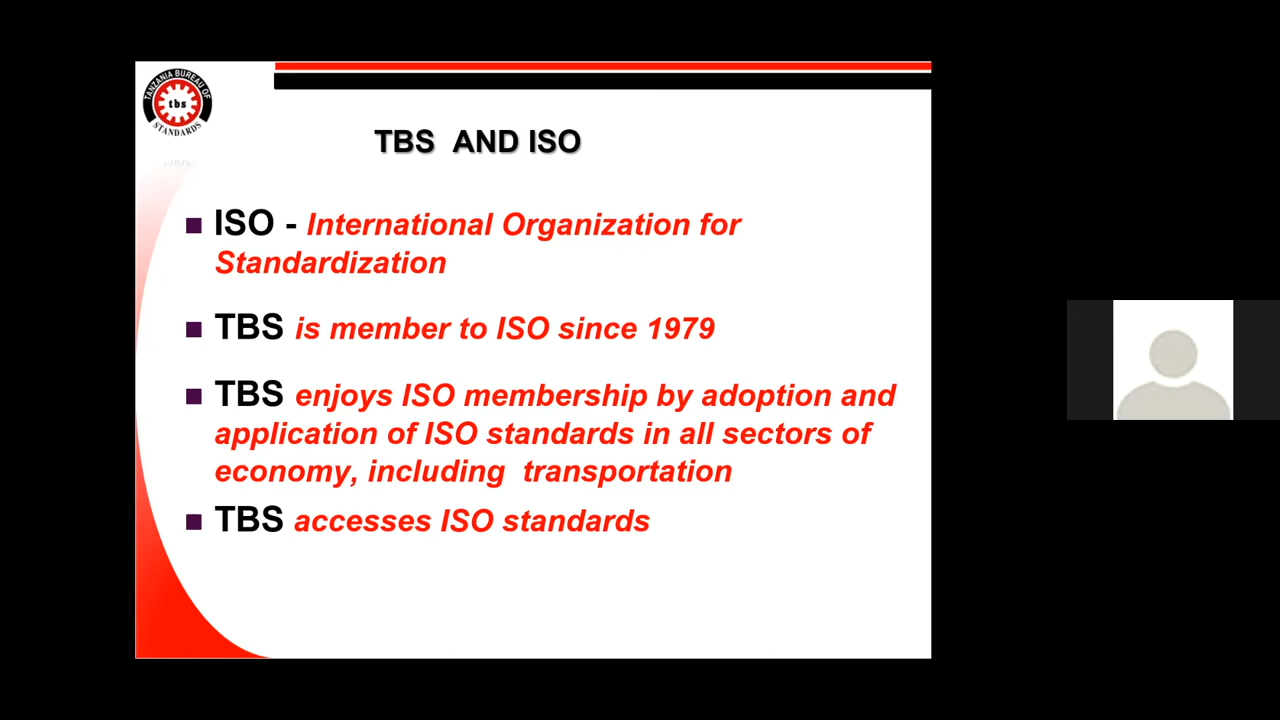 TANZANIA BUREAU OF
tbs
STANDARDS
TBS AND ISO
ISO - International Organization for
Standardization
TBS is member to ISO since 1979
TBS enjoys ISO membership by adoption and
application of ISO standards in all sectors of
economy, including transportation
TBS accesses ISO standards